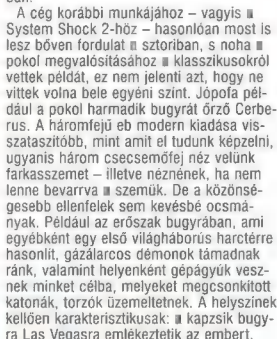 A cég korábbi munkájához – vagyis a
System Shock 2-höz – hasonlóan most is
lesz bőven fordulat a sztoriban, s noha a
pokol megvalósításához a klasszikusokról
vettek példát, ez nem jelenti azt, hogy ne
vittek volna bele egyéni színt. Jópofa pél-
dául a pokol harmadik bugyrát őrző Cerbe-
rus. A háromfejű eb modern kiadása vis-
szataszítóbb, mint amit el tudunk képzelni,
ugyanis három csecsemőfej néz velünk
farkasszemet – illetve néznének, ha nem
lenne bevarrva a szemük. De a közönsé-
gesebb ellenfelek sem kevésbé ocsmá-
nyak. Például az erőszak bugyrában, ami
egyébként egy első világháborús harctérre
hasonlít, gázálarcos démonok támadnak
ránk, valamint helyenként gépágyúk vesz-
nek minket célba, melyeket megcsonkított
katonák, torzók üzemeltetnek. A helyszínek
kellően karakterisztikusak: a kapzsik bugy-
ra Las Vegasra emlékeztetik az embert.